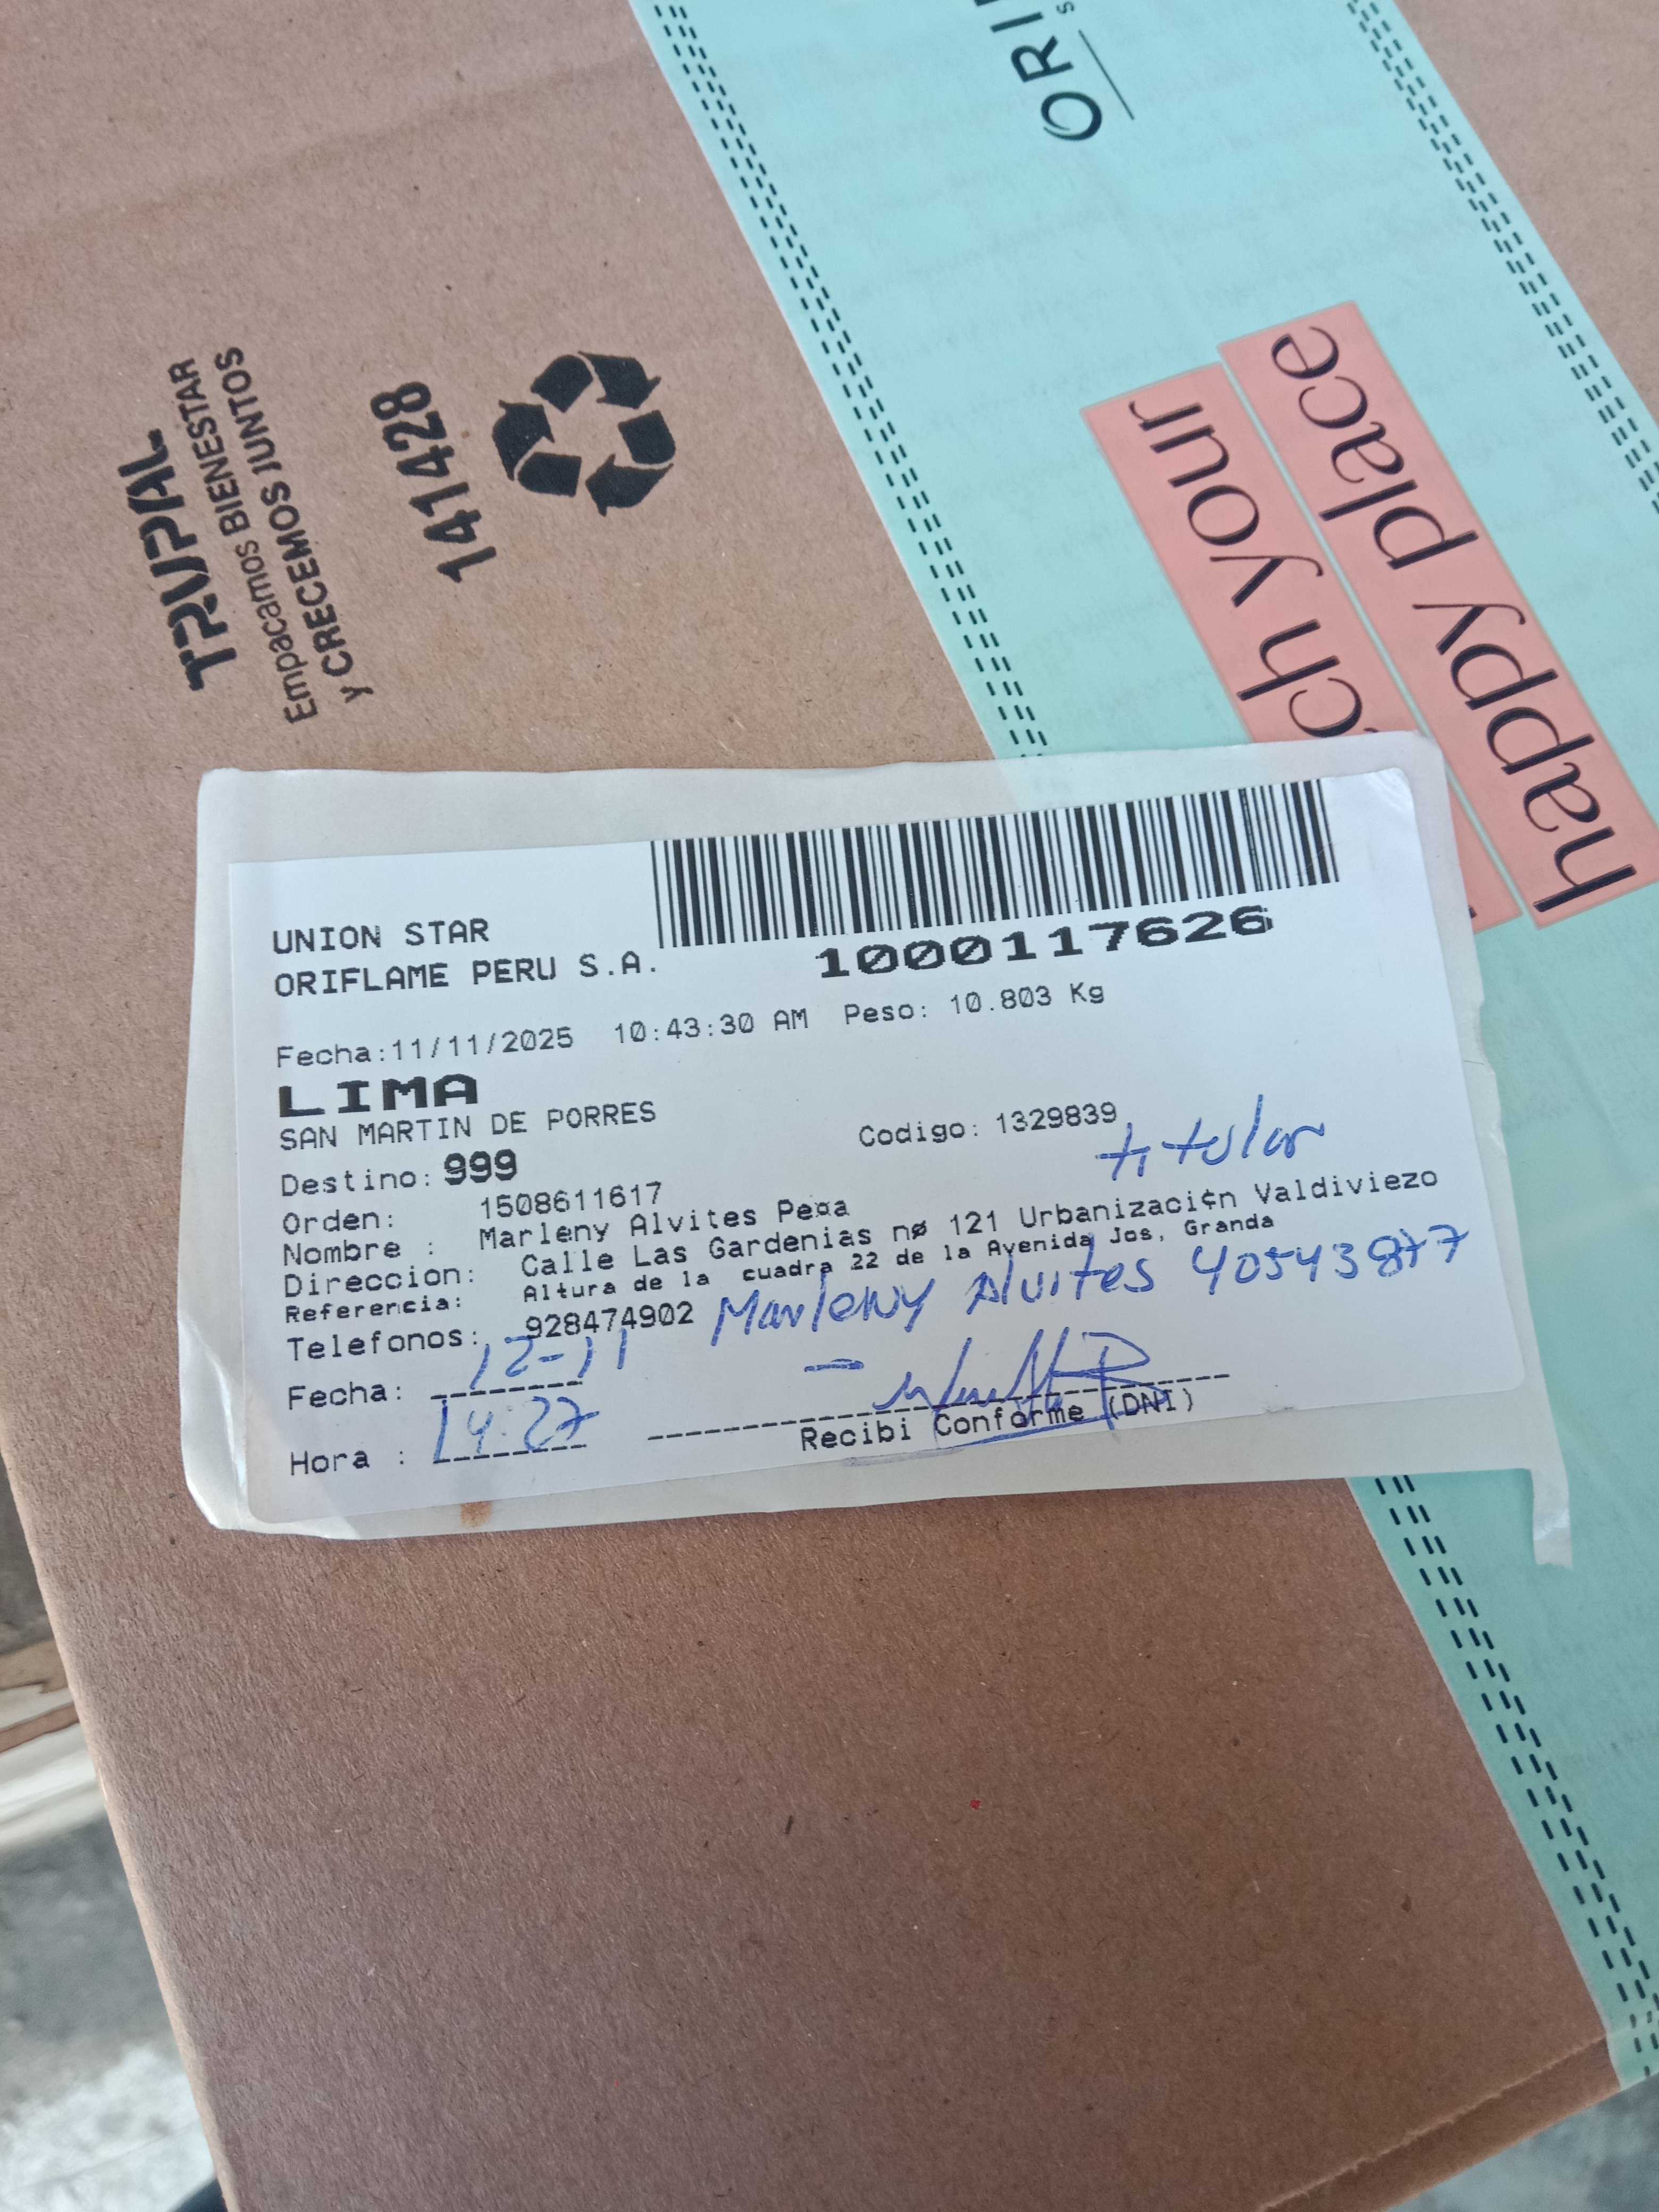 ORI
TRUPAL
Empacamos BIENESTAR
y CRECEMOS JUNTOS
141428
ch your
happy place
UNION STAR
ORIFLAME PERU S.A.
1000117626
Fecha:11/11/2025 10:43:30 AM Peso: 10.803 Kg
LIMA
SAN MARTIN DE PORRES
Codigo: 1329839
Destino: 999
titular
Orden: 1508611617
Nombre : Marleny Alvites Pe¤a
Direccion: Calle Las Gardenias nø 121 Urbanizaci¢n Valdiviezo
Referencia: Altura de la cuadra 22 de la Avenida Jos‚ Granda
Telefonos: 928474902 Marleny Alvites 40543877
Fecha: 12-11
Hora : 14:27
Recibi Conforme (DNI)